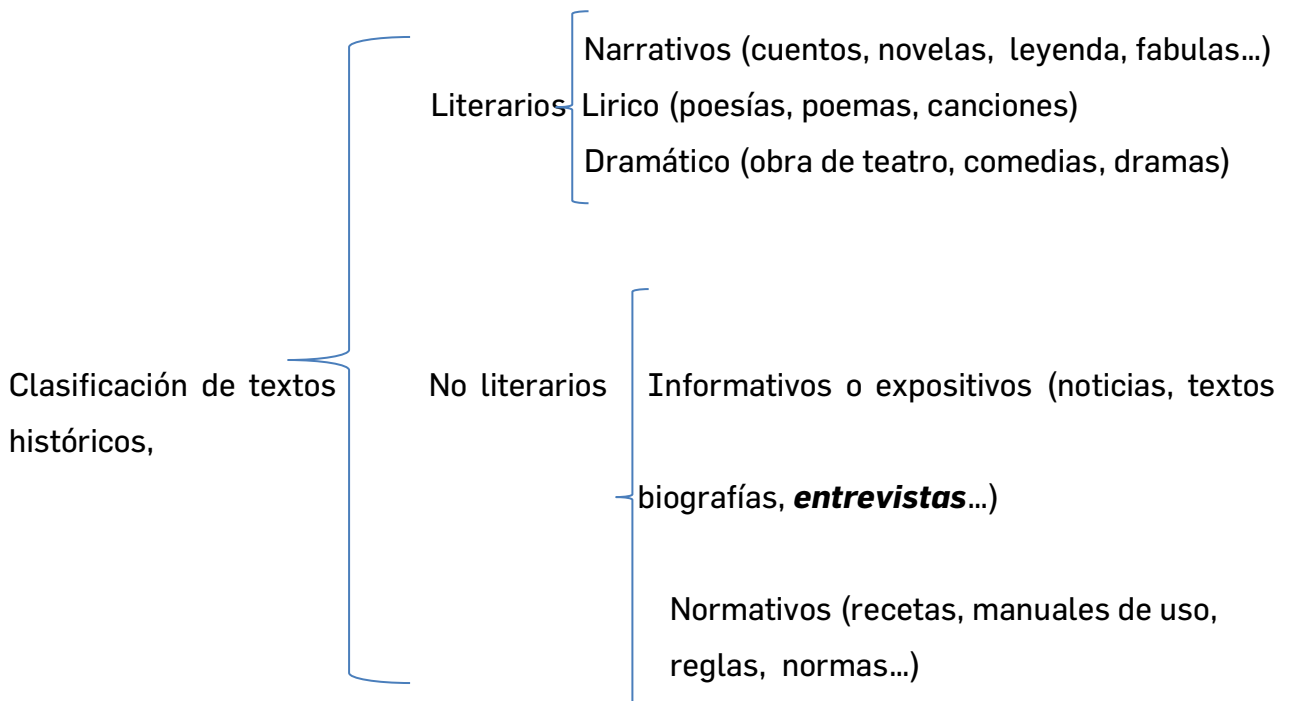 Narrativos (cuentos, novelas, leyenda, fabulas...)
Literarios Lirico (poesías, poemas, canciones)
Dramático (obra de teatro, comedias, dramas)
Clasificación de textos No literarios Informativos o expositivos (noticias, textos
históricos,
biografías, entrevistas...)
Normativos (recetas, manuales de uso,
reglas, normas...)